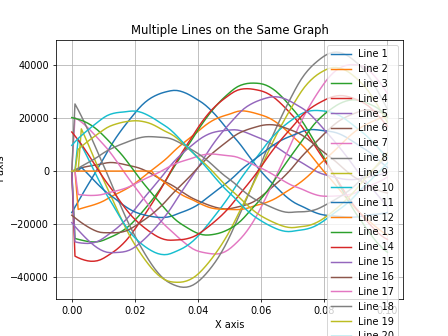 Multiple Lines on the Same Graph
40000
20000
0
−20000
−40000
0.00
0.02
0.04
0.06
X axis
Line 1
Line 2
Line 3
Line 4
Line 5
Line 6
Line 7
Line 8
Line 9
Line 10
Line 11
Line 12
Line 13
Line 14
Line 15
Line 16
Line 17
Line 18
Line 19
Line 20